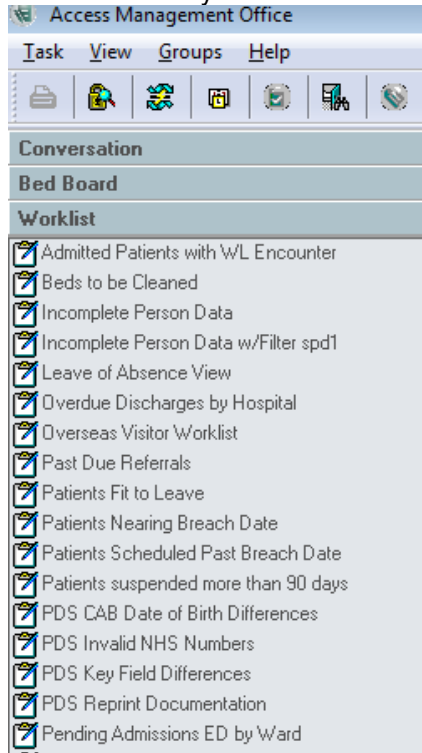 Access Management Office
Task View Groups Help
Conversation
Bed Board
Worklist
Admitted Patients with WL Encounter
Beds to be Cleaned
Incomplete Person Data
Incomplete Person Data w/Filter spd1
Leave of Absence View
Overdue Discharges by Hospital
Overseas Visitor Worklist
Past Due Referrals
Patients Fit to Leave
Patients Nearing Breach Date
Patients Scheduled Past Breach Date
Patients suspended more than 90 days
PDS CAB Date of Birth Differences
PDS Invalid NHS Numbers
PDS Key Field Differences
PDS Reprint Documentation
Pending Admissions ED by Ward